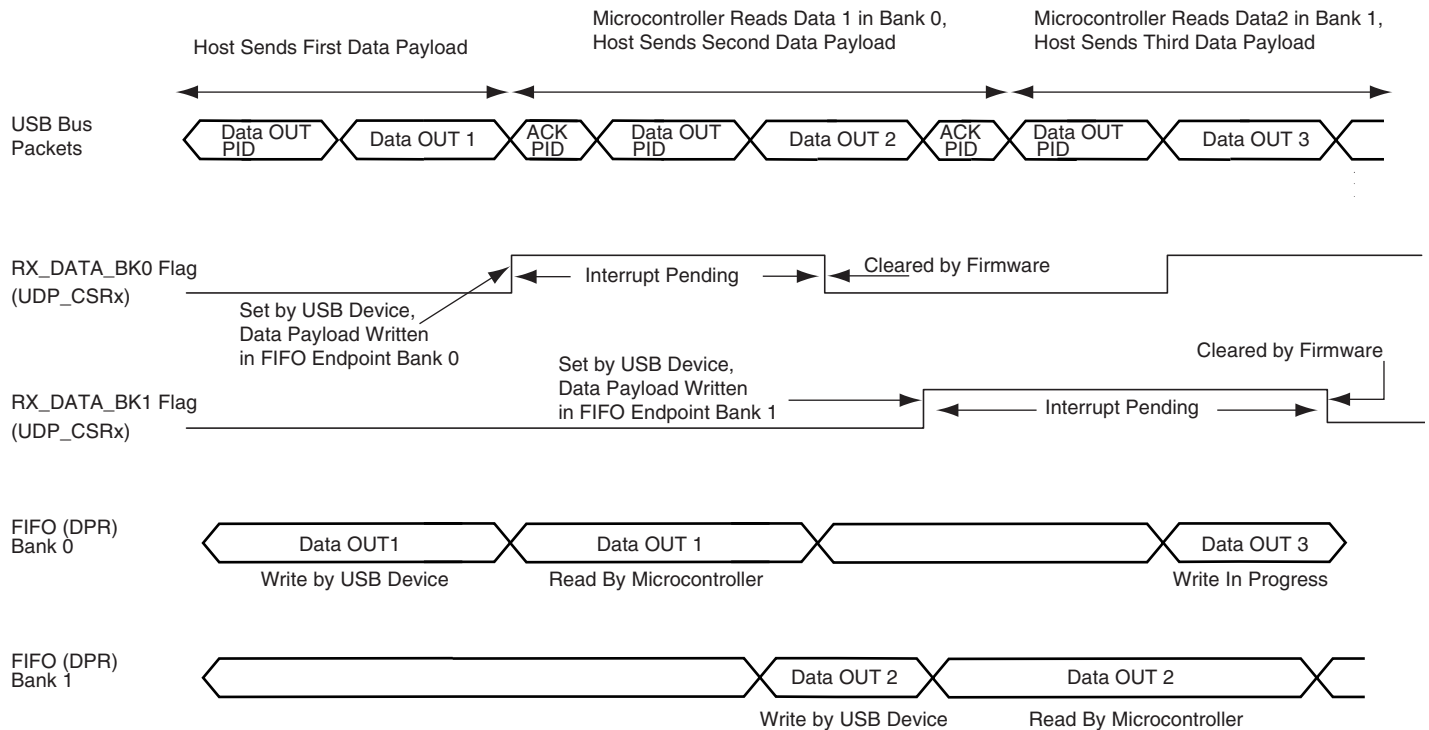 Host Sends First Data Payload
Microcontroller Reads Data 1 in Bank 0,
Host Sends Second Data Payload
Microcontroller Reads Data2 in Bank 1,
Host Sends Third Data Payload
USB Bus
Packets
Data OUT
PID
Data OUT 1
ACK
PID
Data OUT
PID
Data OUT 2
ACK
PID
Data OUT
PID
Data OUT 3
RX_DATA_BK0 Flag
(UDP_CSRx)
Interrupt Pending
Cleared by Firmware
Set by USB Device,
Data Payload Written
in FIFO Endpoint Bank 0
Cleared by Firmware
Set by USB Device,
Data Payload Written
in FIFO Endpoint Bank 1
RX_DATA_BK1 Flag
(UDP_CSRx)
Interrupt Pending
FIFO (DPR)
Bank 0
Data OUT1
Data OUT 1
Data OUT 3
Write by USB Device
Read By Microcontroller
Write In Progress
FIFO (DPR)
Bank 1
Data OUT 2
Data OUT 2
Write by USB Device
Read By Microcontroller